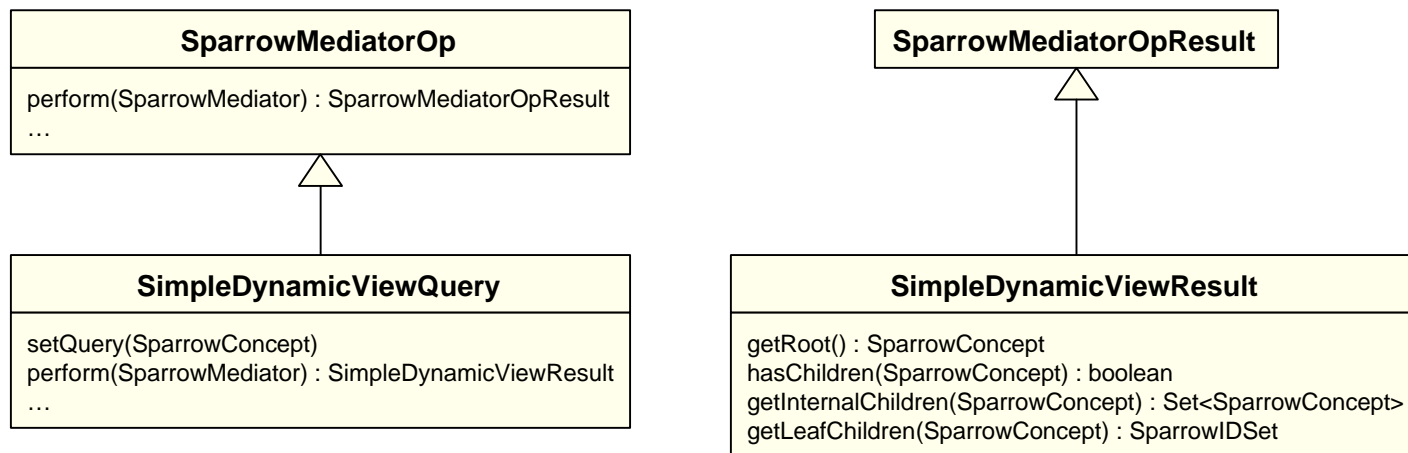 SparrowMediatorOp
perform(SparrowMediator) : SparrowMediatorOpResult
…
SparrowMediatorOpResult
SimpleDynamicViewQuery
setQuery(SparrowConcept)
perform(SparrowMediator) : SimpleDynamicViewResult
…
SimpleDynamicViewResult
getRoot() : SparrowConcept
hasChildren(SparrowConcept) : boolean
getInternalChildren(SparrowConcept) : Set<SparrowConcept>
getLeafChildren(SparrowConcept) : SparrowIDSet